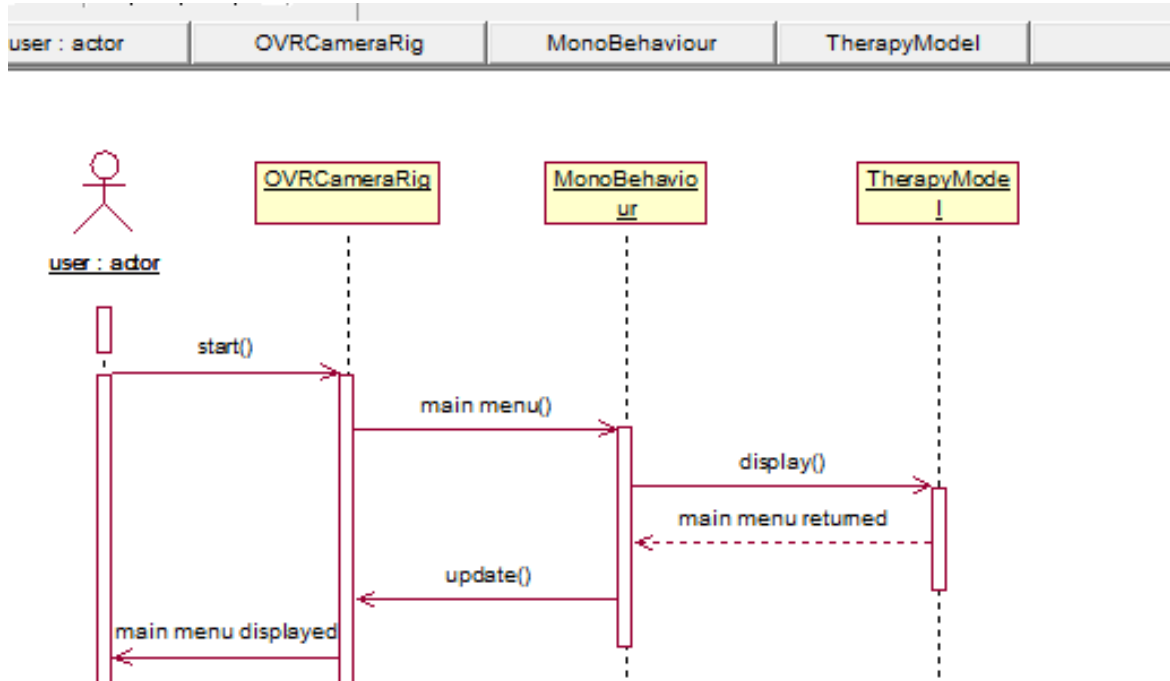 user : actor
OVRCameraRig
MonoBehaviour
TherapyModel
OVRCameraRig
MonoBehavio
ur
TherapyMode
l
user : actor
start()
main menu()
display()
main menu returned
update()
main menu displayed